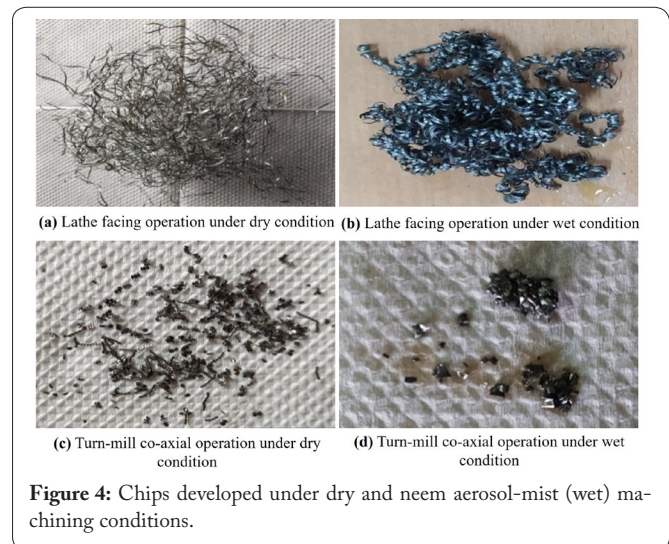 (a) Lathe facing operation under dry condition
(b) Lathe facing operation under wet condition
(c) Turn-mill co-axial operation under dry
condition
(d) Turn-mill co-axial operation under wet
condition
Figure 4: Chips developed under dry and neem aerosol-mist (wet) ma-
chining conditions.